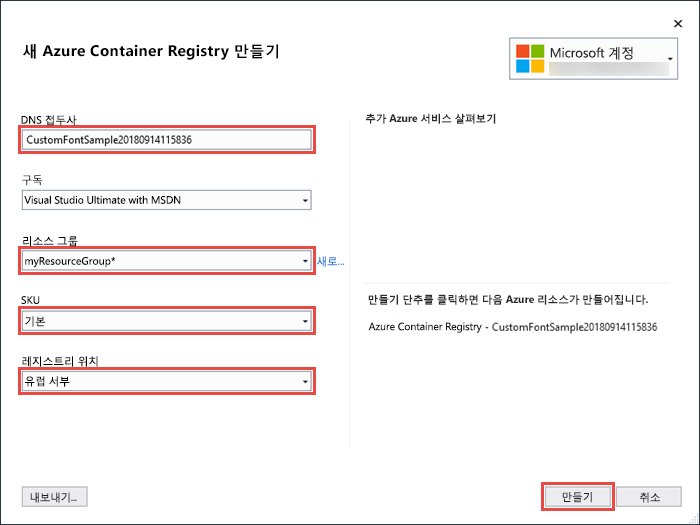 새 Azure Container Registry 만들기
Microsoft 계정
DNS 접두사
CustomFontSample20180914115836
구독
Visual Studio Ultimate with MSDN
리소스 그룹
myResourceGroup*
새로...
SKU
기본
레지스트리 위치
유럽 서부
추가 Azure 서비스 살펴보기
만들기 단추를 클릭하면 다음 Azure 리소스가 만들어집니다.
Azure Container Registry - CustomFontSample20180914115836
내보내기...
만들기
취소